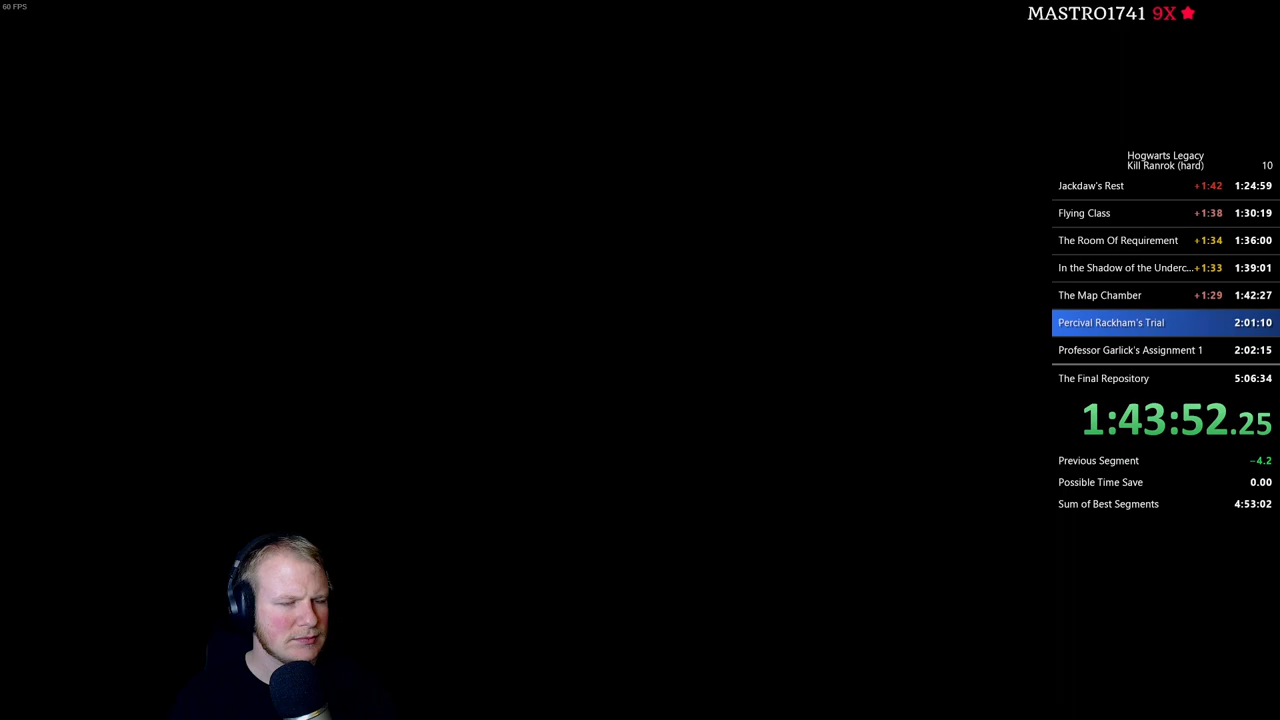 60 FPS
MASTRO1741 9X
Hogwarts Legacy
Kill Ranrok (hard) 10
Jackdaw's Rest +1:42 1:24:59
Flying Class +1:38 1:30:19
The Room Of Requirement +1:34 1:36:00
In the Shadow of the Underc... +1:33 1:39:01
The Map Chamber +1:29 1:42:27
Percival Rackham's Trial 2:01:10
Professor Garlick's Assignment 1 2:02:15
The Final Repository 5:06:34
1:43:52.25
Previous Segment −4.2
Possible Time Save 0.00
Sum of Best Segments 4:53:02